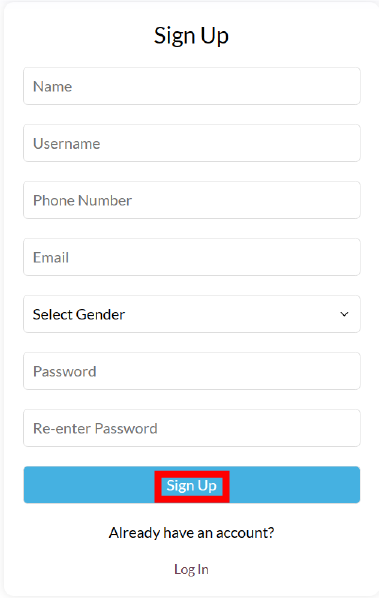 Sign Up
Name
Username
Phone Number
Email
Select Gender
Password
Re-enter Password
Sign Up
Already have an account?
Log In